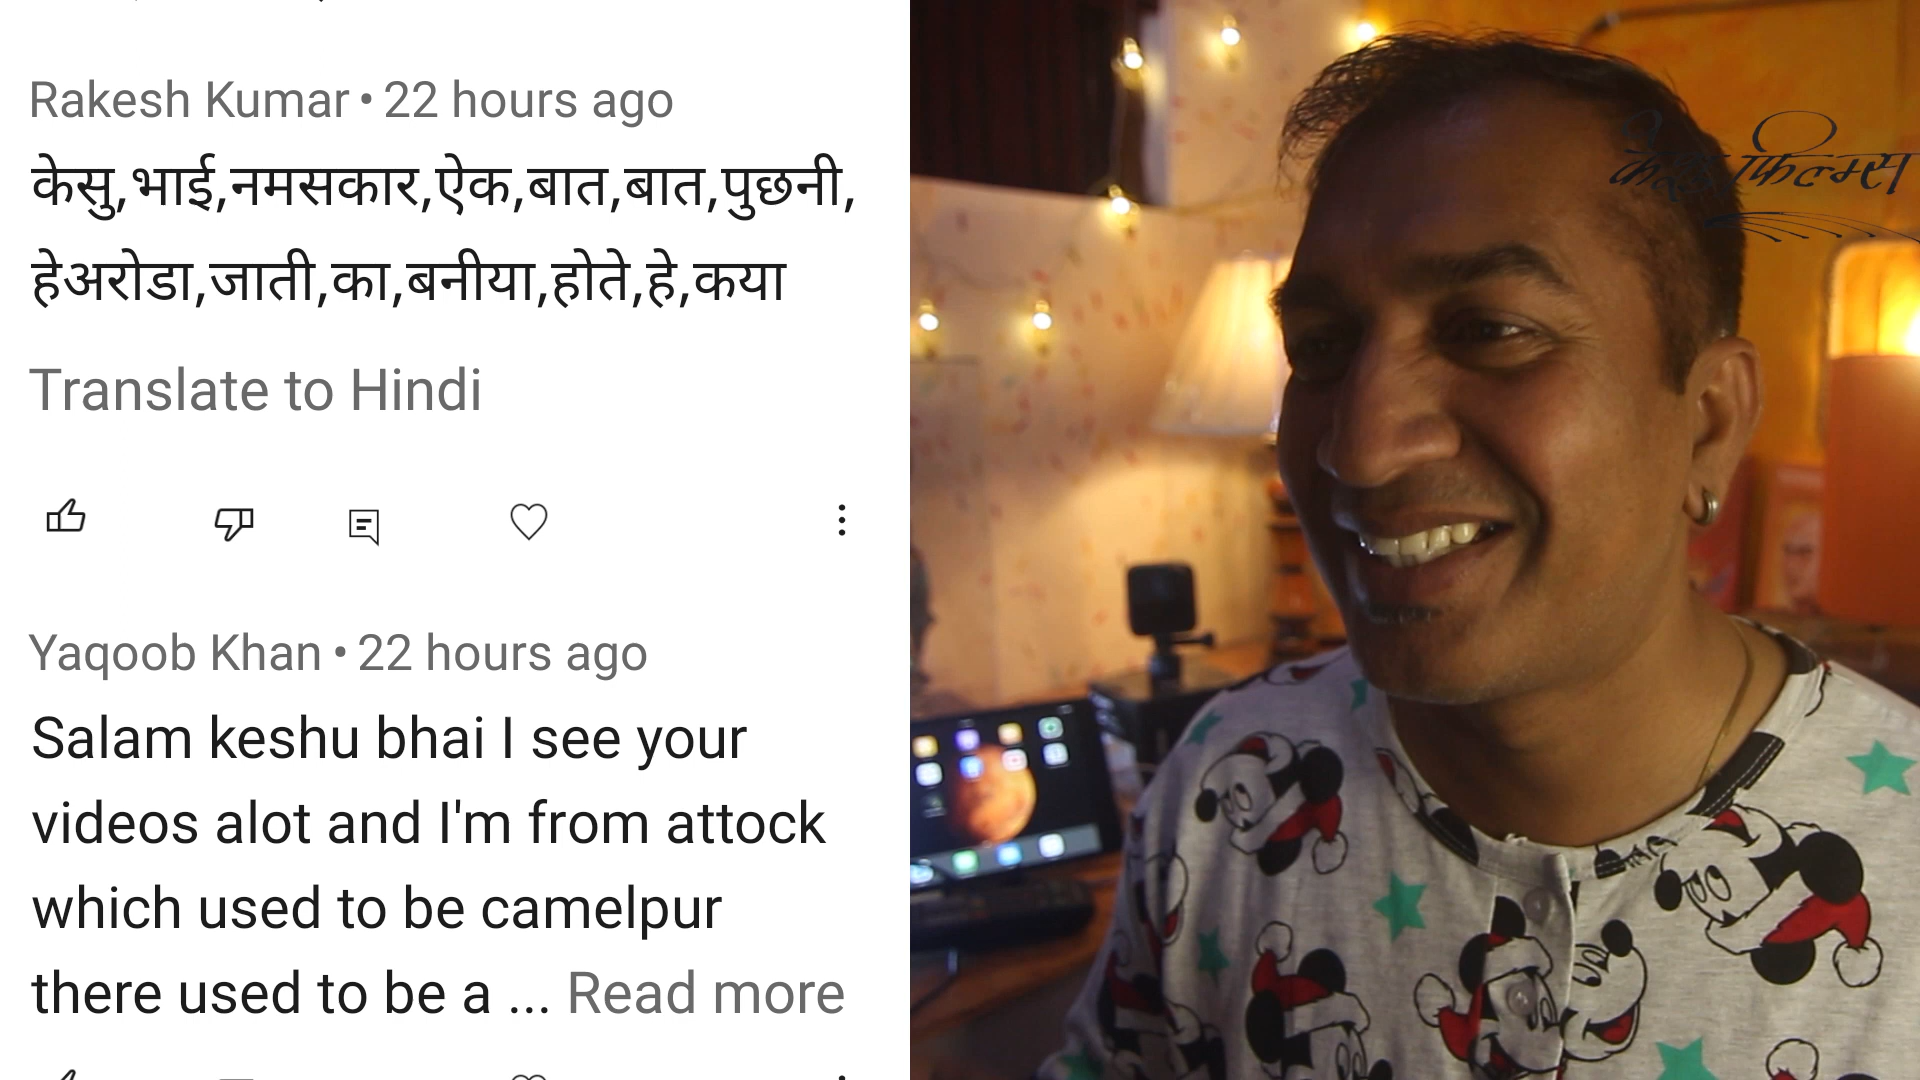 Rakesh Kumar • 22 hours ago
केसु,भाई,नमसकार,ऐक,बात,बात,पुछनी,
हेअरोडा,जाती,का,बनीया,होते,हे,कया
Translate to Hindi
Yaqoob Khan • 22 hours ago
Salam keshu bhai I see your
videos alot and I'm from attock
which used to be camelpur
there used to be a ... Read more
केशु फिल्म्स